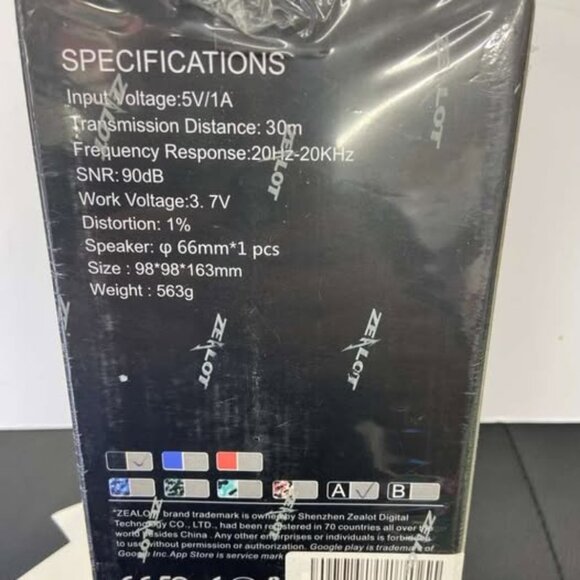 SPECIFICATIONS
Input Voltage:5V/1A
Transmission Distance: 30m
Frequency Response:20Hz-20KHz
SNR: 90dB
Work Voltage:3. 7V
Distortion: 1%
Speaker: φ 66mm*1 pcs
Size : 98*98*163mm
Weight : 563g
ZEALOT
ZEALOT
ZEALOT
ZEALOT
ZEALOT
A
B
"ZEALOT" brand trademark is owned by Shenzhen Zealot Digital
Technology CO., LTD., had been registered in 70 countries all over the
world besides China . Any other enterprises or individuals is forbidden
to use without permission or authorization. Google play is trademark of
Google Inc.App Store is service mark